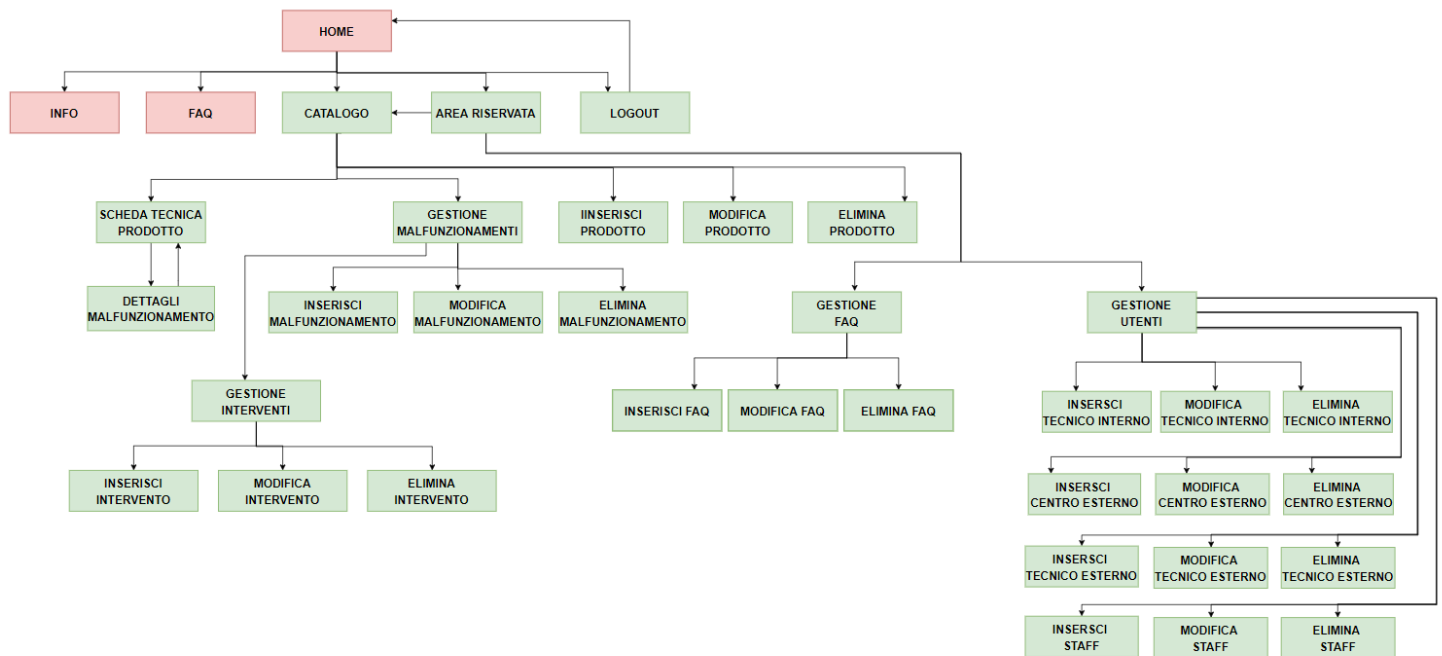 HOME
INFO
FAQ
CATALOGO
AREA RISERVATA
LOGOUT
SCHEDA TECNICA
PRODOTTO
GESTIONE
MALFUNZIONAMENTI
IINSERISCI
PRODOTTO
MODIFICA
PRODOTTO
ELIMINA
PRODOTTO
DETTAGLI
MALFUNZIONAMENTO
INSERISCI
MALFUNZIONAMENTO
MODIFICA
MALFUNZIONAMENTO
ELIMINA
MALFUNZIONAMENTO
GESTIONE
FAQ
GESTIONE
UTENTI
GESTIONE
INTERVENTI
INSERISCI FAQ
MODIFICA FAQ
ELIMINA FAQ
INSERSCI
TECNICO INTERNO
MODIFICA
TECNICO INTERNO
ELIMINA
TECNICO INTERNO
INSERISCI
INTERVENTO
MODIFICA
INTERVENTO
ELIMINA
INTERVENTO
INSERSCI
CENTRO ESTERNO
MODIFICA
CENTRO ESTERNO
ELIMINA
CENTRO ESTERNO
INSERSCI
TECNICO ESTERNO
MODIFICA
TECNICO ESTERNO
ELIMINA
TECNICO ESTERNO
INSERSCI
STAFF
MODIFICA
STAFF
ELIMINA
STAFF